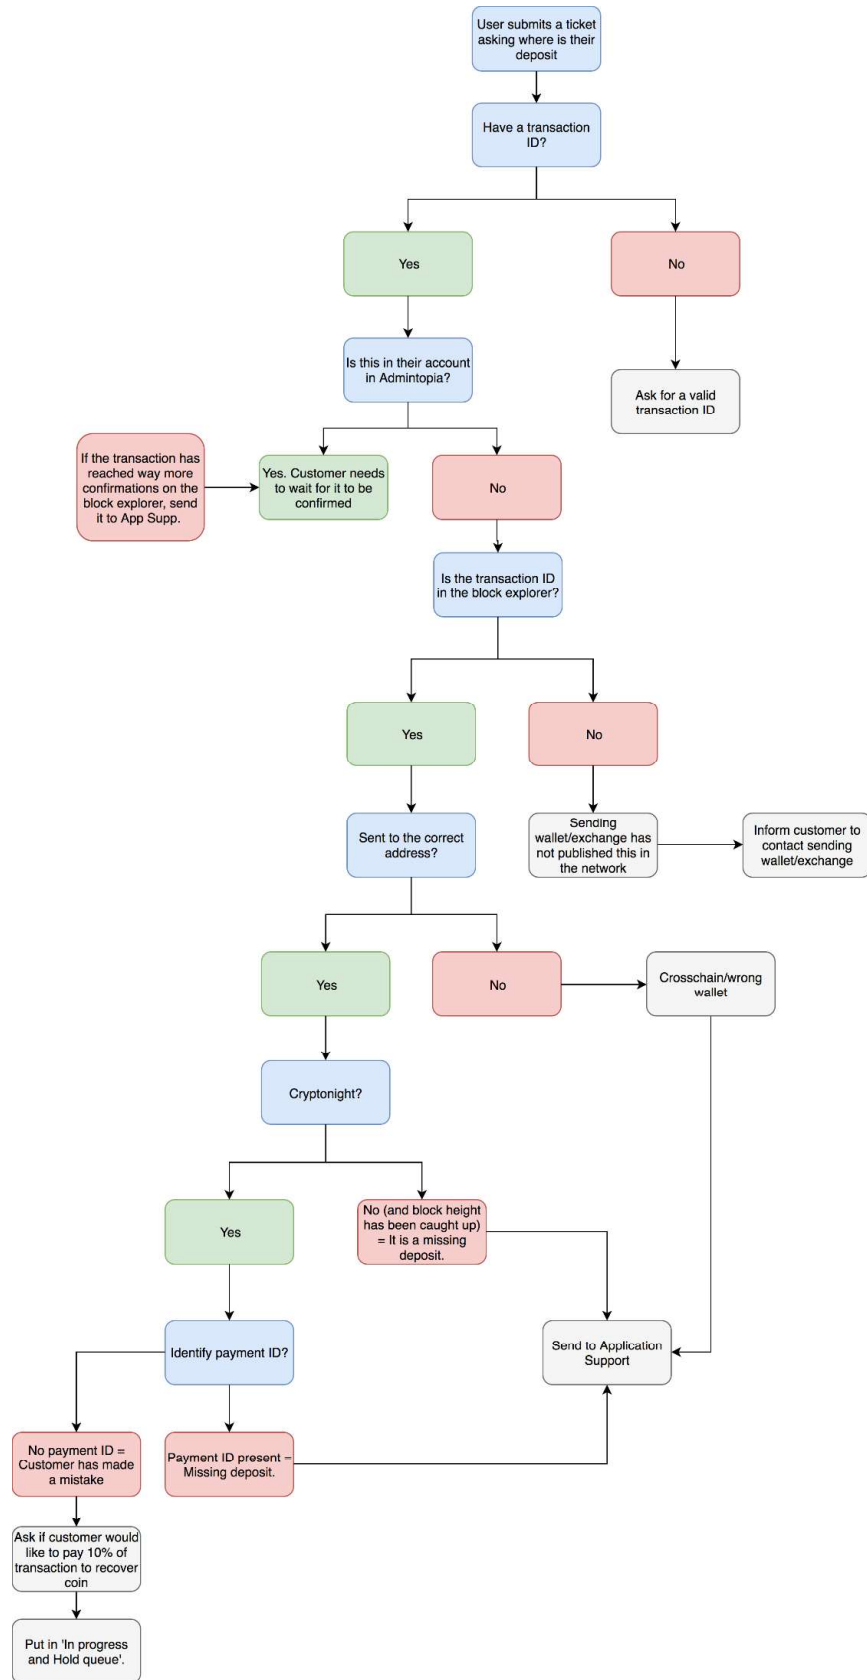 User submits a ticket
asking where is their
deposit
Have a transaction
ID?
Yes
No
Is this in their account
in Admintopia?
Ask for a valid
transaction ID
If the transaction has
reached way more
confirmations on the
block explorer, send
it to App Supp.
Yes. Customer needs
to wait for it to be
confirmed
No
Is the transaction ID
in the block explorer?
Yes
No
Sent to the correct
address?
Sending
wallet/exchange has
not published this in
the network
Inform customer to
contact sending
wallet/exchange
Yes
No
Crosschain/wrong
wallet
Cryptonight?
Yes
No (and block height
has been caught up)
= It is a missing
deposit.
Identify payment ID?
Send to Application
Support
No payment ID =
Customer has made
a mistake
Payment ID present =
Missing deposit.
Ask if customer would
like to pay 10% of
transaction to recover
coin
Put in 'In progress
and Hold queue'.